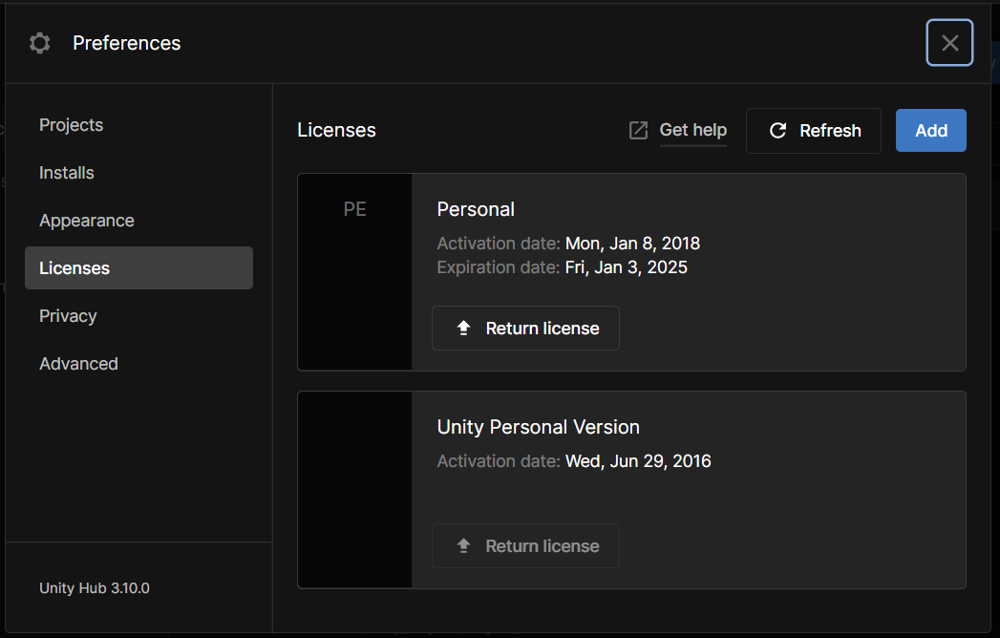 Preferences
Projects
Installs
Appearance
Licenses
Privacy
Advanced
Unity Hub 3.10.0
Licenses
Get help
Refresh
Add
PE
Personal
Activation date: Mon, Jan 8, 2018
Expiration date: Fri, Jan 3, 2025
Return license
Unity Personal Version
Activation date: Wed, Jun 29, 2016
Return license